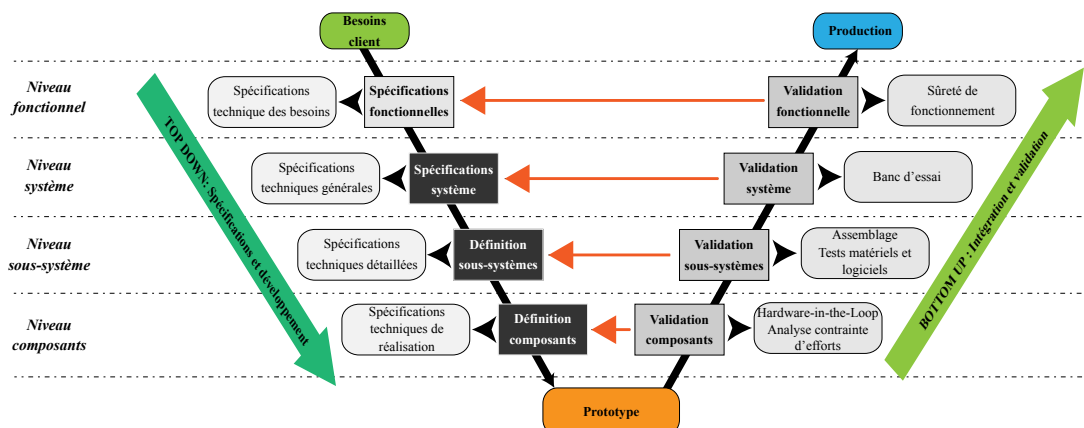 Besoins
client
Production
Niveau
fonctionnel
Spécifications
technique des besoins
Spécifications
fonctionnelles
Validation
fonctionnelle
Sûreté de
fonctionnement
TOP DOWN: Spécifications et développement
BOTTOM UP : Intégration et validation
Niveau
système
Spécifications
techniques générales
Spécifications
système
Validation
système
Banc d'essai
Niveau
sous-système
Spécifications
techniques détaillées
Définition
sous-systèmes
Validation
sous-systèmes
Assemblage
Tests matériels et
logiciels
Niveau
composants
Spécifications
techniques de
réalisation
Définition
composants
Validation
composants
Hardware-in-the-Loop
Analyse contrainte
d'efforts
Prototype